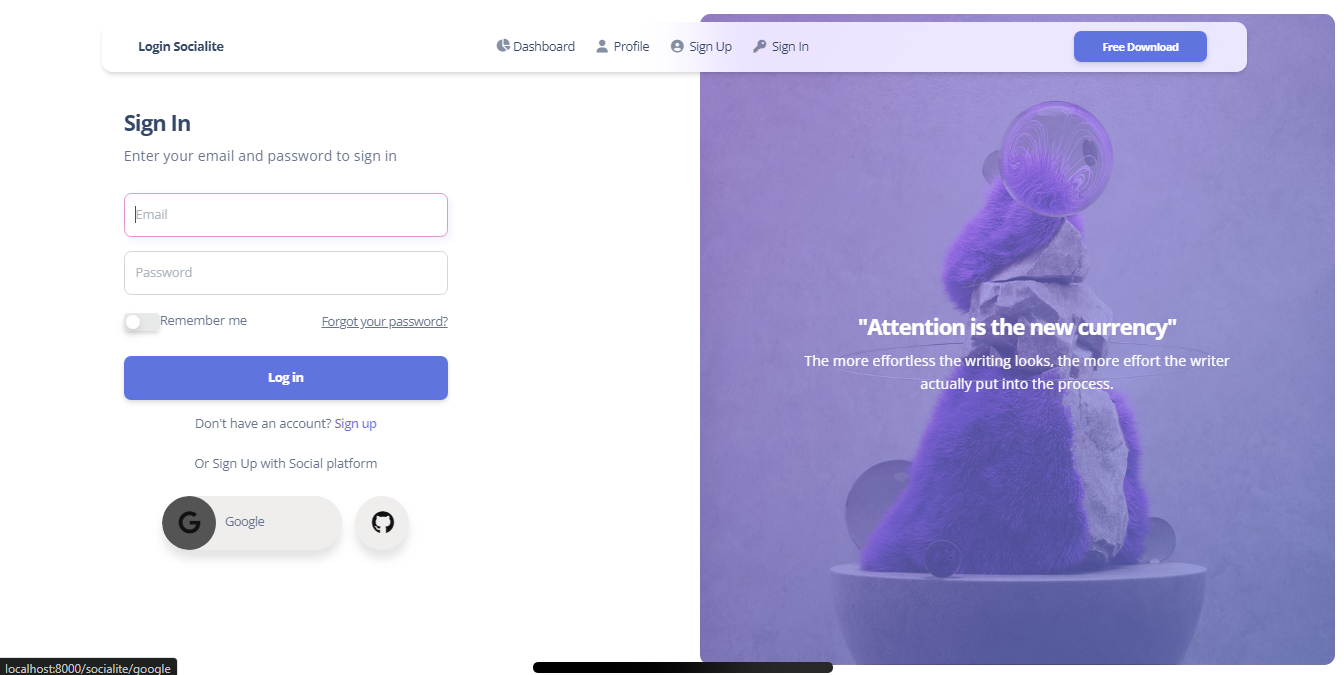 Login Socialite
Dashboard
Profile
Sign Up
Sign In
Free Download
Sign In
Enter your email and password to sign in
Email
Password
Remember me
Forgot your password?
Log in
Don't have an account? Sign up
Or Sign Up with Social platform
Google
"Attention is the new currency"
The more effortless the writing looks, the more effort the writer
actually put into the process.
localhost:8000/socialite/google